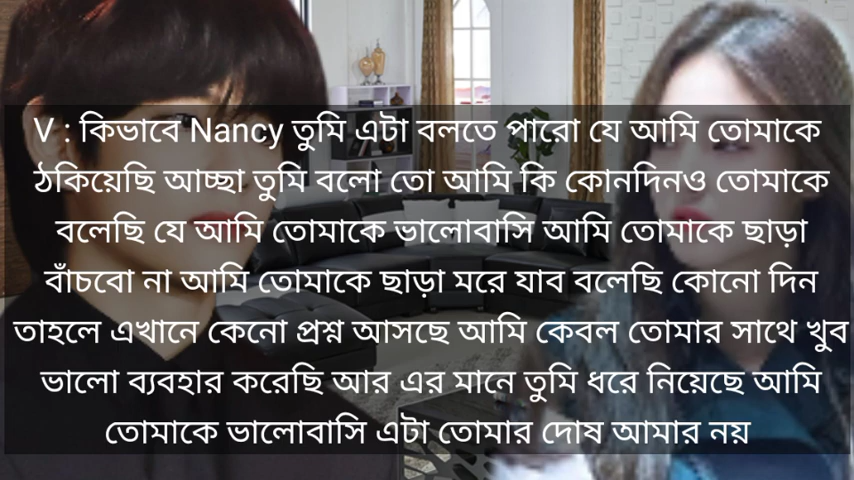 V : কিভাবে Nancy তুমি এটা বলতে পারো যে আমি তোমাকে
ঠকিয়েছি আচ্ছা তুমি বলো তো আমি কি কোনদিনও তোমাকে
বলেছি যে আমি তোমাকে ভালোবাসি আমি তোমাকে ছাড়া
বাঁচবো না আমি তোমাকে ছাড়া মরে যাব বলেছি কোনো দিন
তাহলে এখানে কেনো প্রশ্ন আসছে আমি কেবল তোমার সাথে খুব
ভালো ব্যবহার করেছি আর এর মানে তুমি ধরে নিয়েছে আমি
তোমাকে ভালোবাসি এটা তোমার দোষ আমার নয়